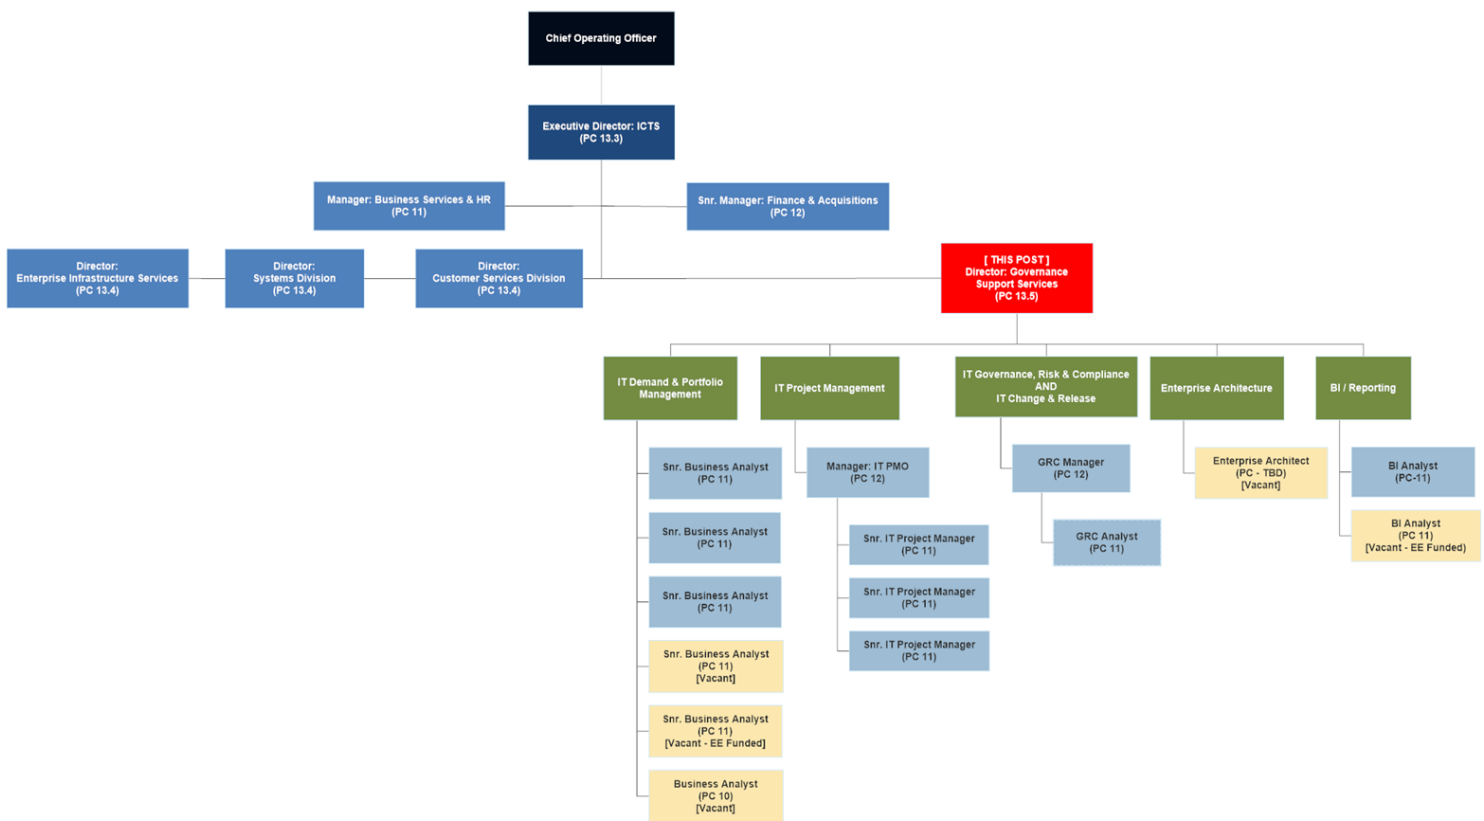 Chief Operating Officer
Executive Director: ICTS
(PC 13.3)
Manager: Business Services & HR
(PC 11)
Snr. Manager: Finance & Acquisitions
(PC 12)
Director:
Enterprise Infrastructure Services
(PC 13.4)
Director:
Systems Division
(PC 13.4)
Director:
Customer Services Division
(PC 13.4)
[ THIS POST ]
Director: Governance
Support Services
(PC 13.5)
IT Demand & Portfolio
Management
IT Project Management
IT Governance, Risk & Compliance
AND
IT Change & Release
Enterprise Architecture
BI / Reporting
Snr. Business Analyst
(PC 11)
Snr. Business Analyst
(PC 11)
Snr. Business Analyst
(PC 11)
Snr. Business Analyst
(PC 11)
[Vacant]
Snr. Business Analyst
(PC 11)
[Vacant - EE Funded]
Business Analyst
(PC 10)
[Vacant]
Manager: IT PMO
(PC 12)
Snr. IT Project Manager
(PC 11)
Snr. IT Project Manager
(PC 11)
Snr. IT Project Manager
(PC 11)
GRC Manager
(PC 12)
GRC Analyst
(PC 11)
Enterprise Architect
(PC - TBD)
[Vacant]
BI Analyst
(PC-11)
BI Analyst
(PC 11)
[Vacant - EE Funded)